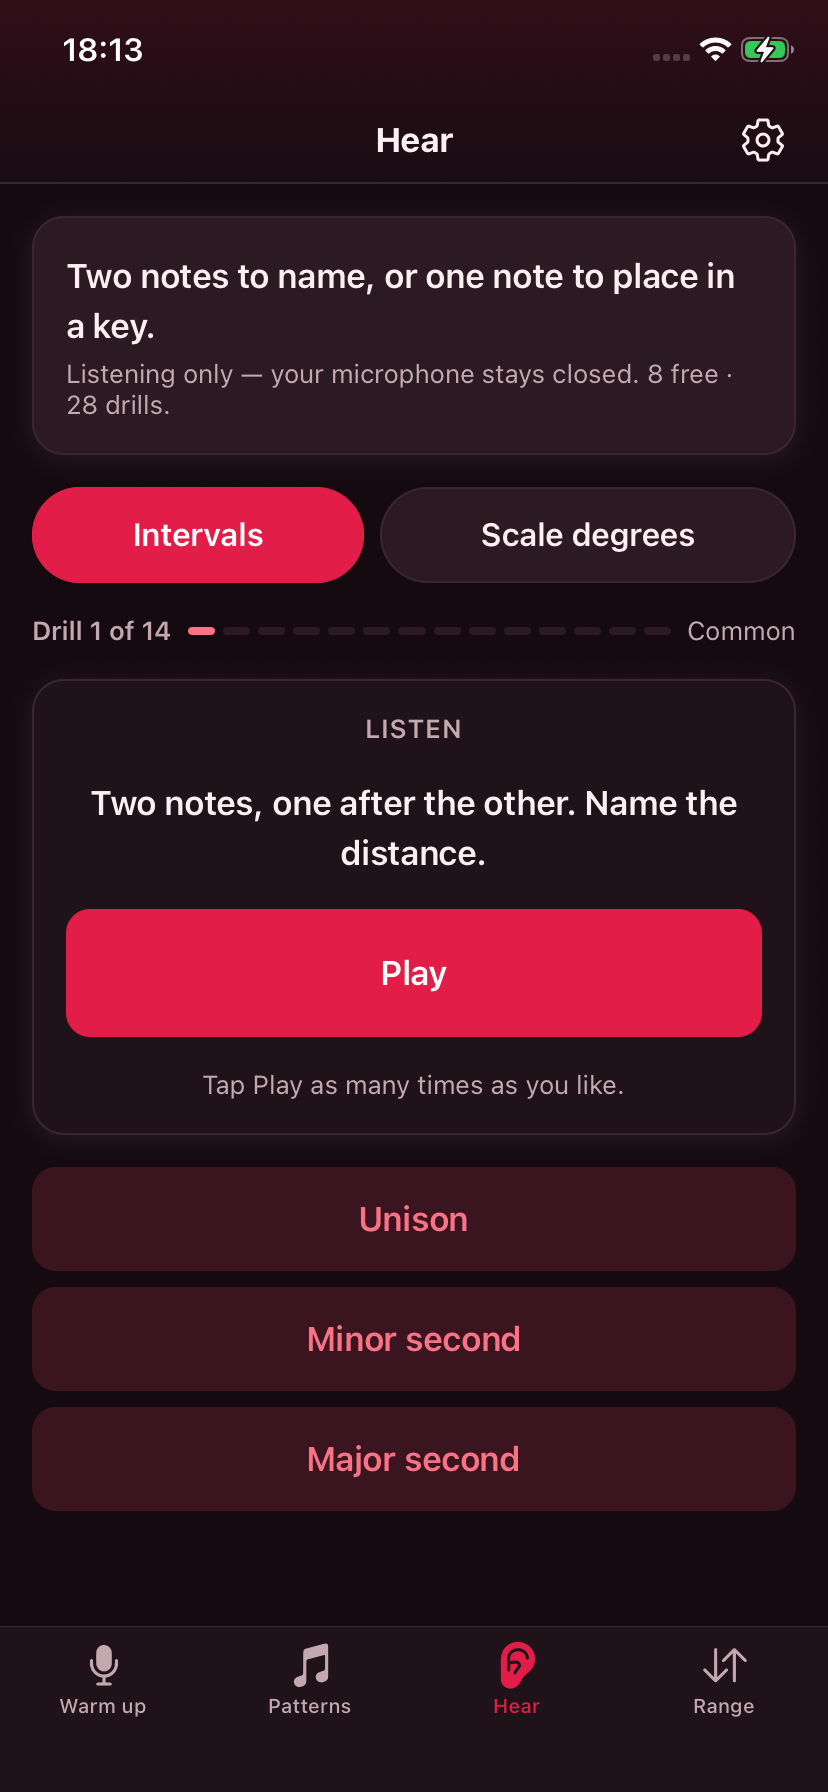 18:13
Hear
Two notes to name, or one note to place in
a key.
Listening only — your microphone stays closed. 8 free ·
28 drills.
Intervals
Scale degrees
Drill 1 of 14
Common
LISTEN
Two notes, one after the other. Name the
distance.
Play
Tap Play as many times as you like.
Unison
Minor second
Major second
Warm up
Patterns
Hear
Range